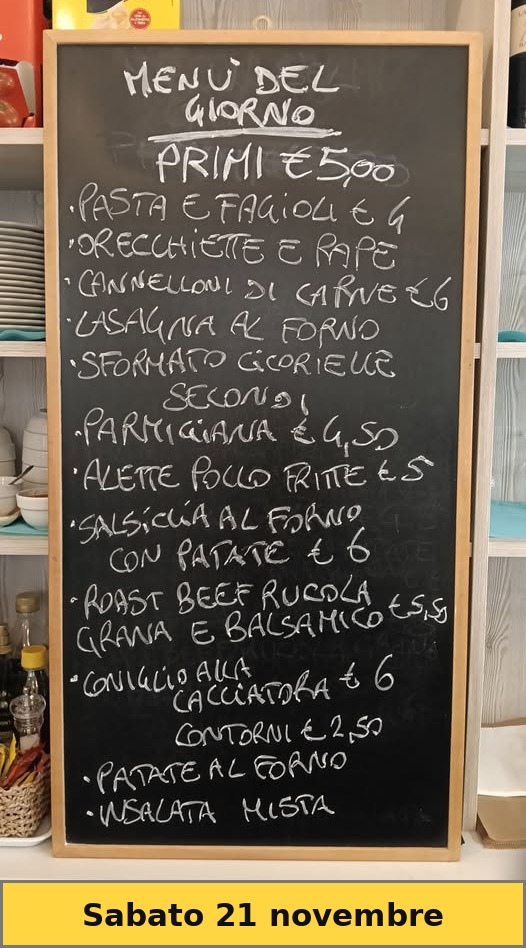 MENÙ DEL
GIORNO
PRIMI € 5,00
• PASTA E FAGIOLI € 4
• ORECCHIETTE E RAPE
• CANNELLONI DI CARNE € 6
• LASAGNA AL FORNO
• SFORMATO CICORIELLE
SECONDI
• PARMIGIANA € 4,50
• ALETTE POLLO FRITTE € 5
• SALSICCIA AL FORNO
CON PATATE € 6
• ROAST BEEF RUCOLA
GRANA E BALSAMICO € 5,50
• CONIGLIO ALLA
CACCIATORA € 6
CONTORNI € 2,50
• PATATE AL FORNO
• INSALATA MISTA
Sabato 21 novembre